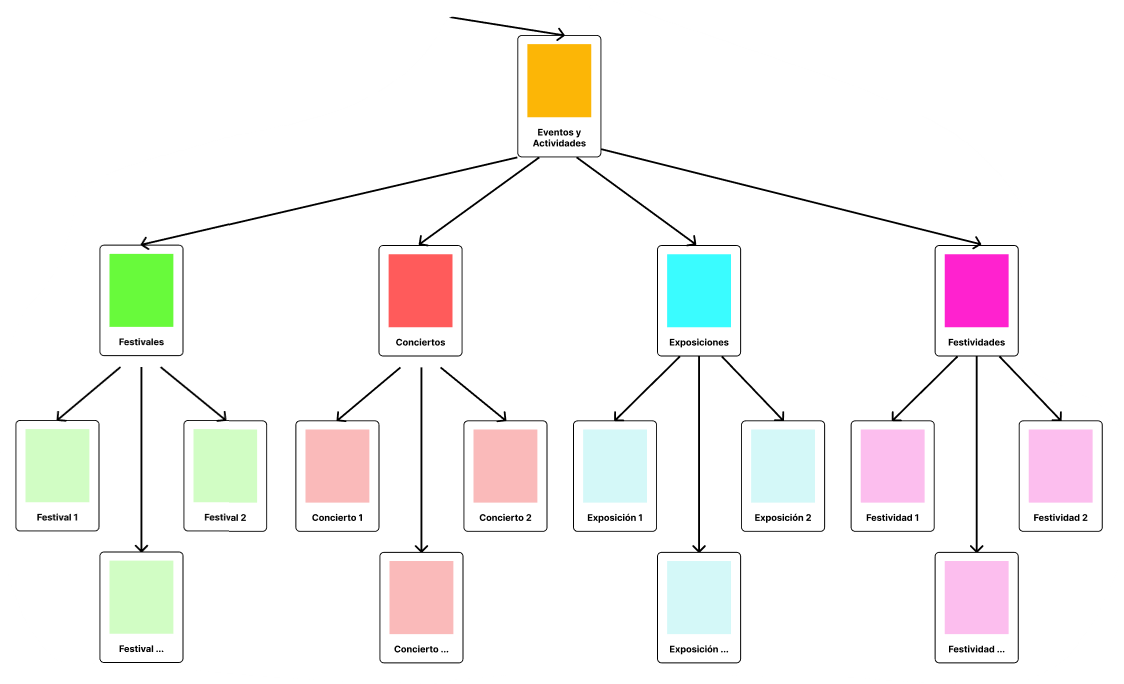 Eventos y
Actividades
Festivales
Conciertos
Exposiciones
Festividades
Festival 1
Festival 2
Concierto 1
Concierto 2
Exposición 1
Exposición 2
Festividad 1
Festividad 2
Festival ...
Concierto ...
Exposición ...
Festividad ...